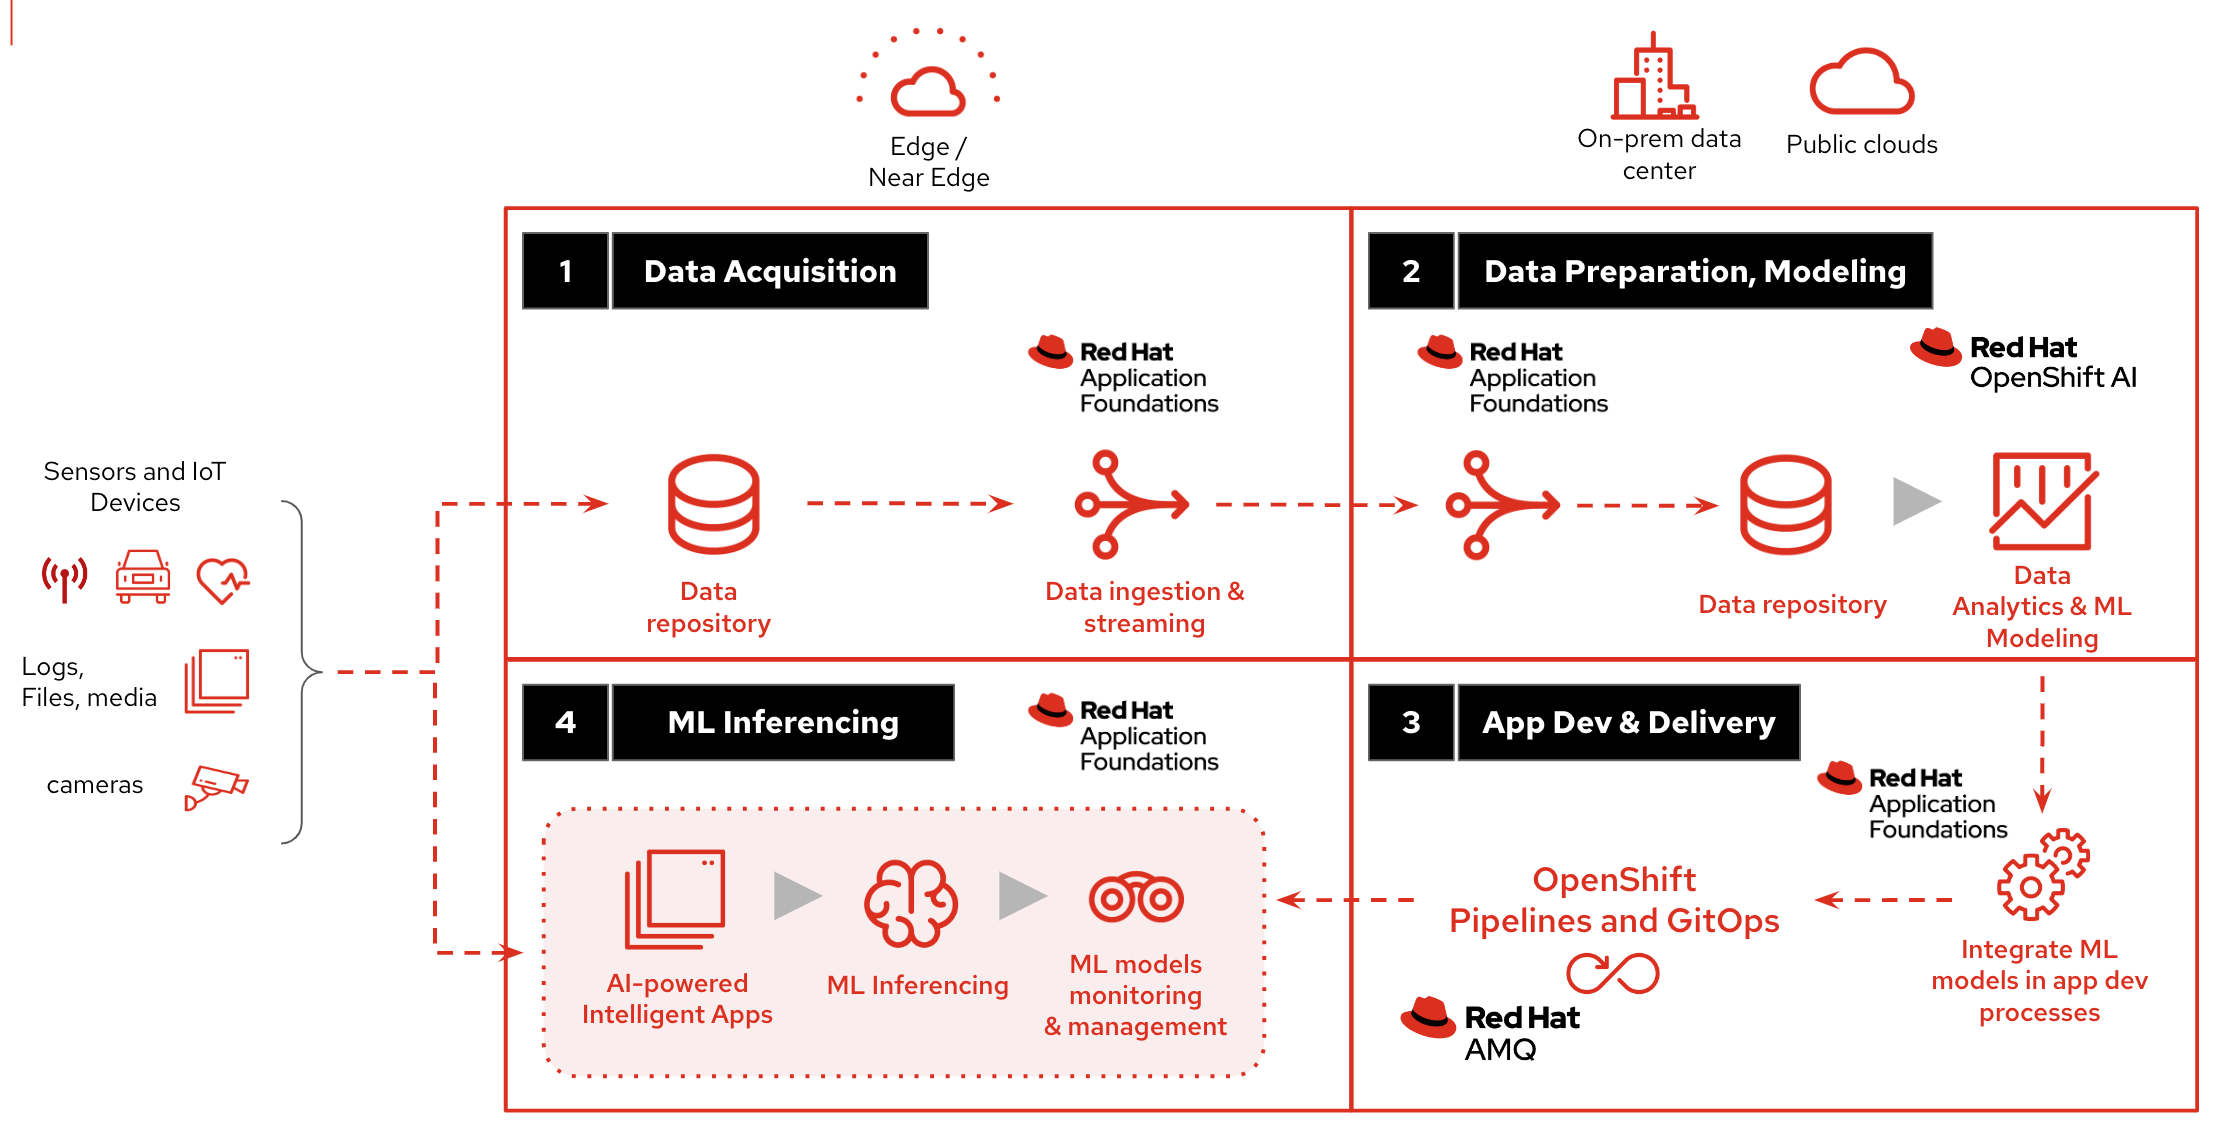 Edge /
Near Edge
On-prem data
center
Public clouds
1
Data Acquisition
2
Data Preparation, Modeling
Red Hat
Application
Foundations
Red Hat
Application
Foundations
Red Hat
OpenShift AI
Sensors and IoT
Devices
Logs,
Files, media
cameras
Data
repository
Data ingestion &
streaming
Data repository
Data
Analytics & ML
Modeling
4
ML Inferencing
Red Hat
Application
Foundations
3
App Dev & Delivery
Red Hat
Application
Foundations
AI-powered
Intelligent Apps
ML Inferencing
ML models
monitoring
& management
OpenShift
Pipelines and GitOps
Red Hat
AMQ
Integrate ML
models in app dev
processes